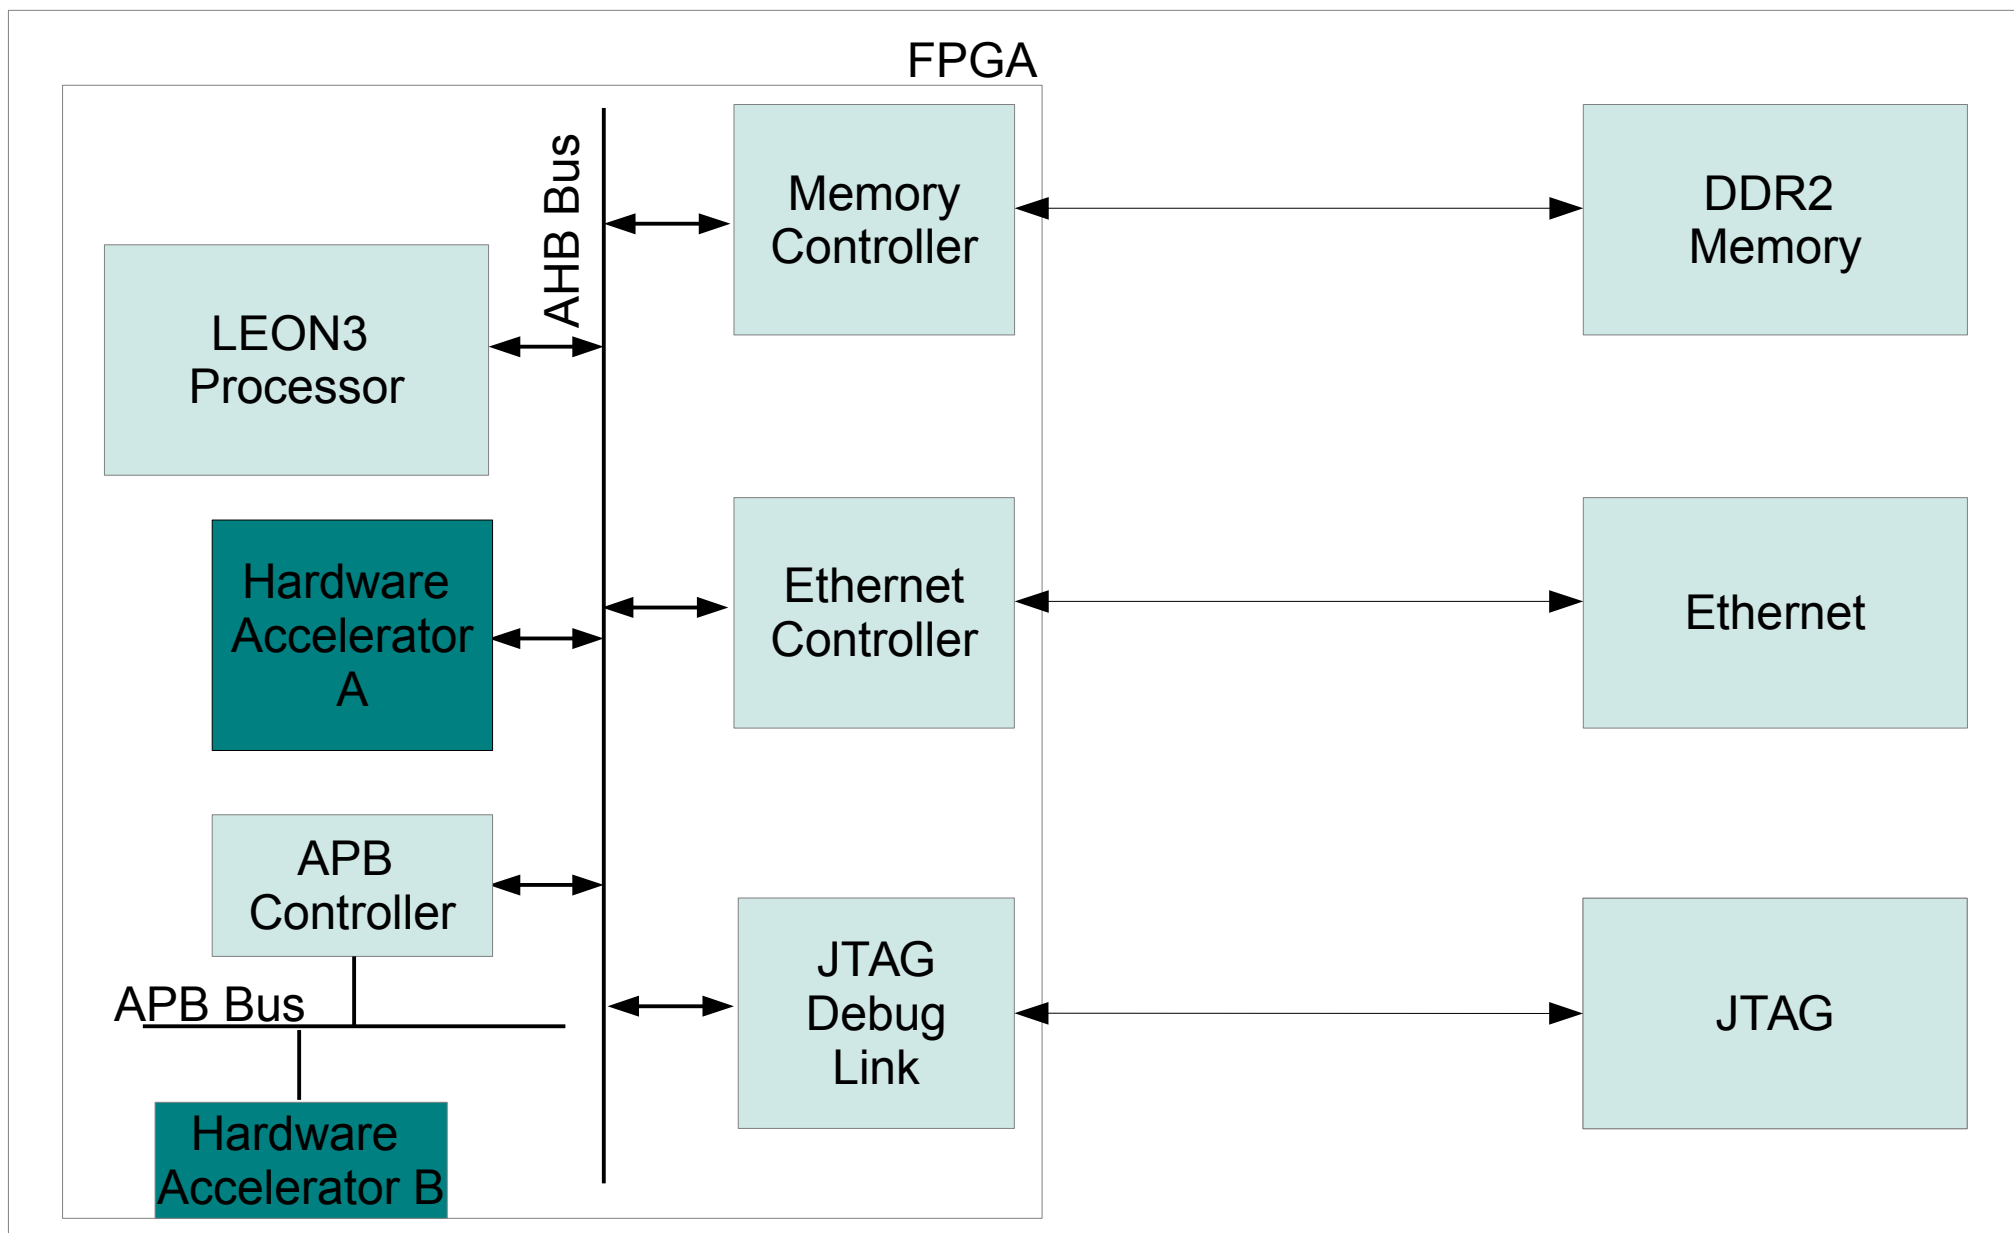 FPGA
AHB Bus
Memory
Controller
DDR2
Memory
LEON3
Processor
Hardware
Accelerator
A
Ethernet
Controller
Ethernet
APB
Controller
APB Bus
JTAG
Debug
Link
JTAG
Hardware
Accelerator B